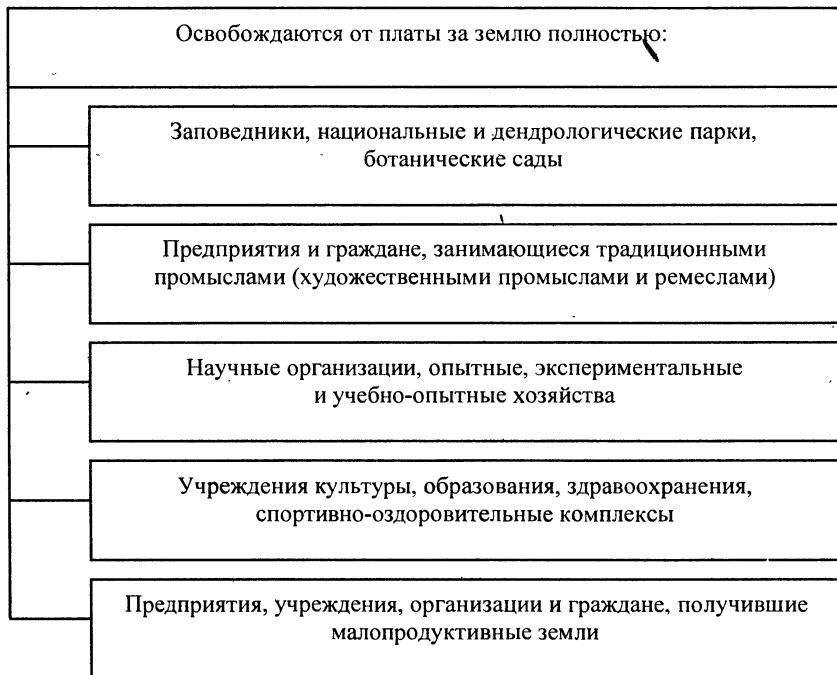 Освобождаются от платы за землю полностью:
Заповедники, национальные и дендрологические парки,
ботанические сады
Предприятия и граждане, занимающиеся традиционными
промыслами (художественными промыслами и ремеслами)
Научные организации, опытные, экспериментальные
и учебно-опытные хозяйства
Учреждения культуры, образования, здравоохранения,
спортивно-оздоровительные комплексы
Предприятия, учреждения, организации и граждане, получившие
малопродуктивные земли